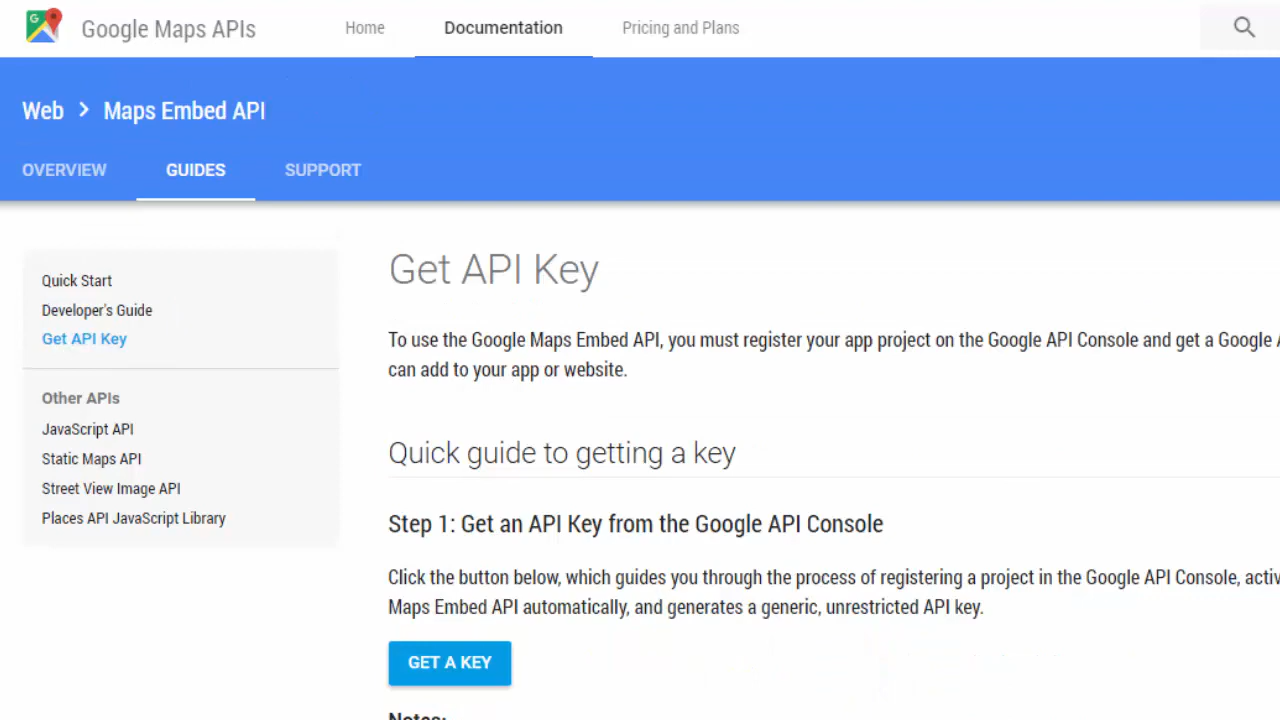 Google Maps APIs
Home
Documentation
Pricing and Plans
Web > Maps Embed API
OVERVIEW
GUIDES
SUPPORT
Quick Start
Developer's Guide
Get API Key
Other APIs
JavaScript API
Static Maps API
Street View Image API
Places API JavaScript Library
Get API Key
To use the Google Maps Embed API, you must register your app project on the Google API Console and get a Google
can add to your app or website.
Quick guide to getting a key
Step 1: Get an API Key from the Google API Console
Click the button below, which guides you through the process of registering a project in the Google API Console,
Maps Embed API automatically, and generates a generic, unrestricted API key.
GET A KEY
Notes: